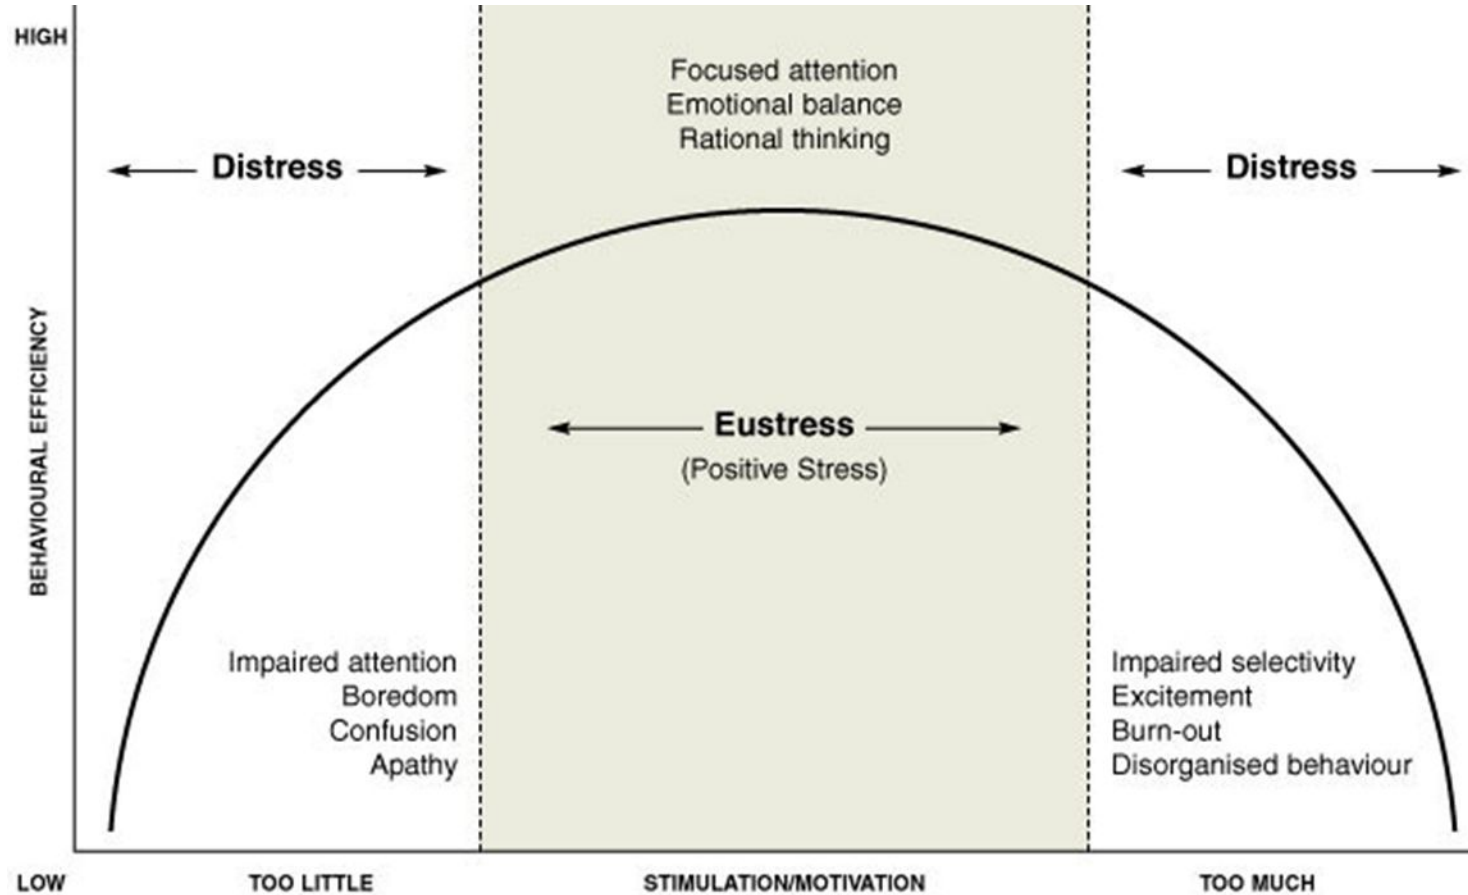 HIGH
Focused attention
Emotional balance
Rational thinking
Distress
Distress
BEHAVIOURAL EFFICIENCY
Eustress
(Positive Stress)
Impaired attention
Boredom
Confusion
Apathy
Impaired selectivity
Excitement
Burn-out
Disorganised behaviour
LOW
TOO LITTLE
STIMULATION/MOTIVATION
TOO MUCH